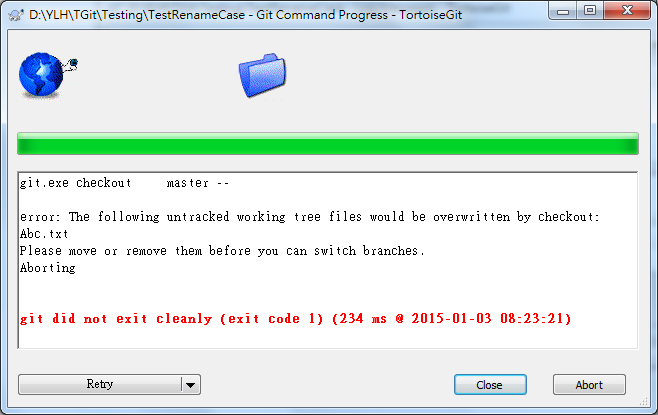 D:\YLH\TGit\Testing\TestRenameCase - Git Command Progress - TortoiseGit
git.exe checkout     master --
error: The following untracked working tree files would be overwritten by checkout:
Abc.txt
Please move or remove them before you can switch branches.
Aborting
git did not exit cleanly (exit code 1) (234 ms @ 2015-01-03 08:23:21)
Retry
Close
Abort